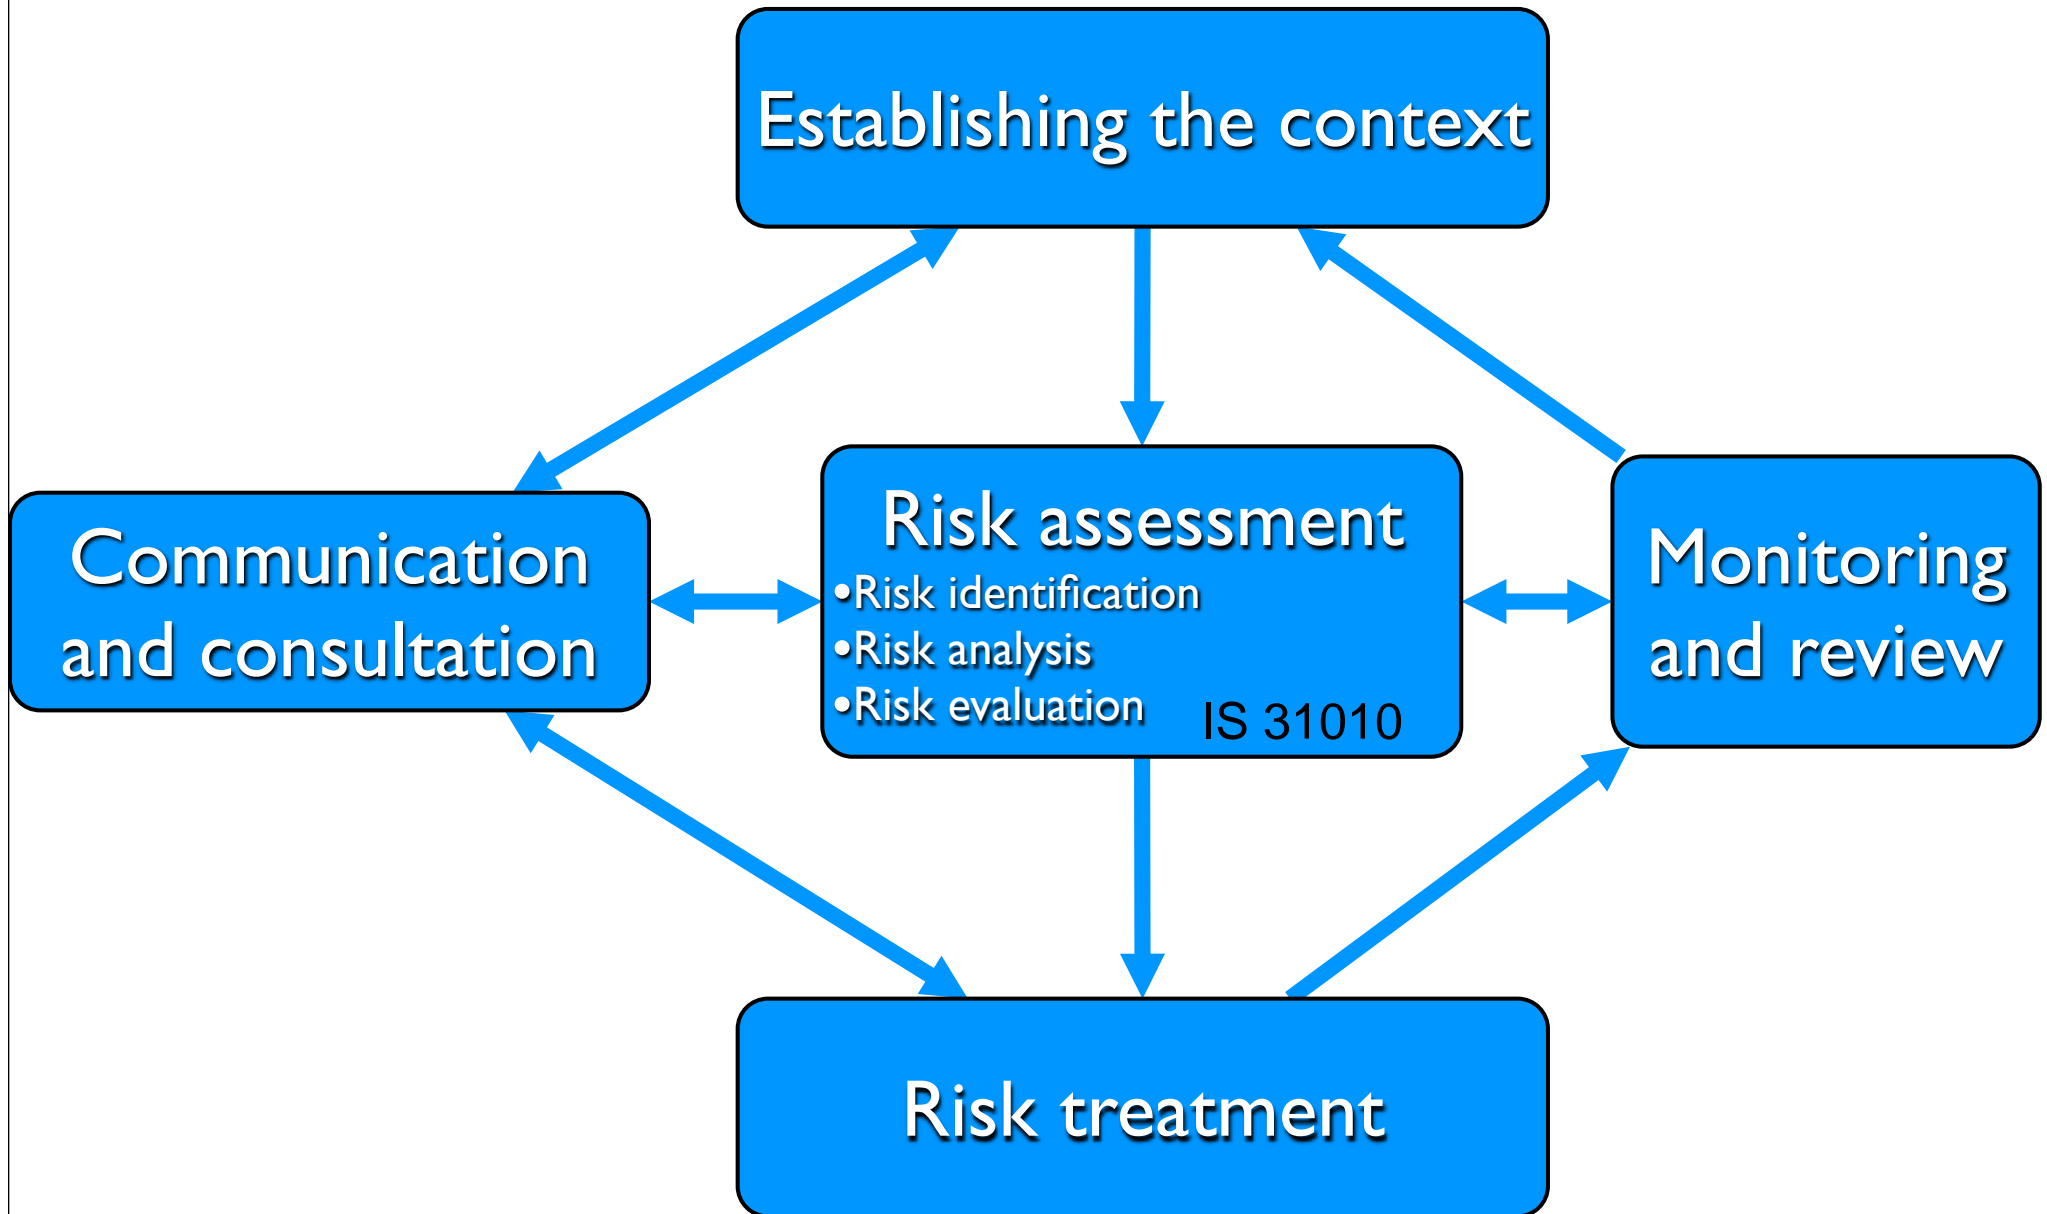 Establishing the context
Communication
and consultation
Risk assessment
•Risk identification
•Risk analysis
•Risk evaluation
IS 31010
Monitoring
and review
Risk treatment